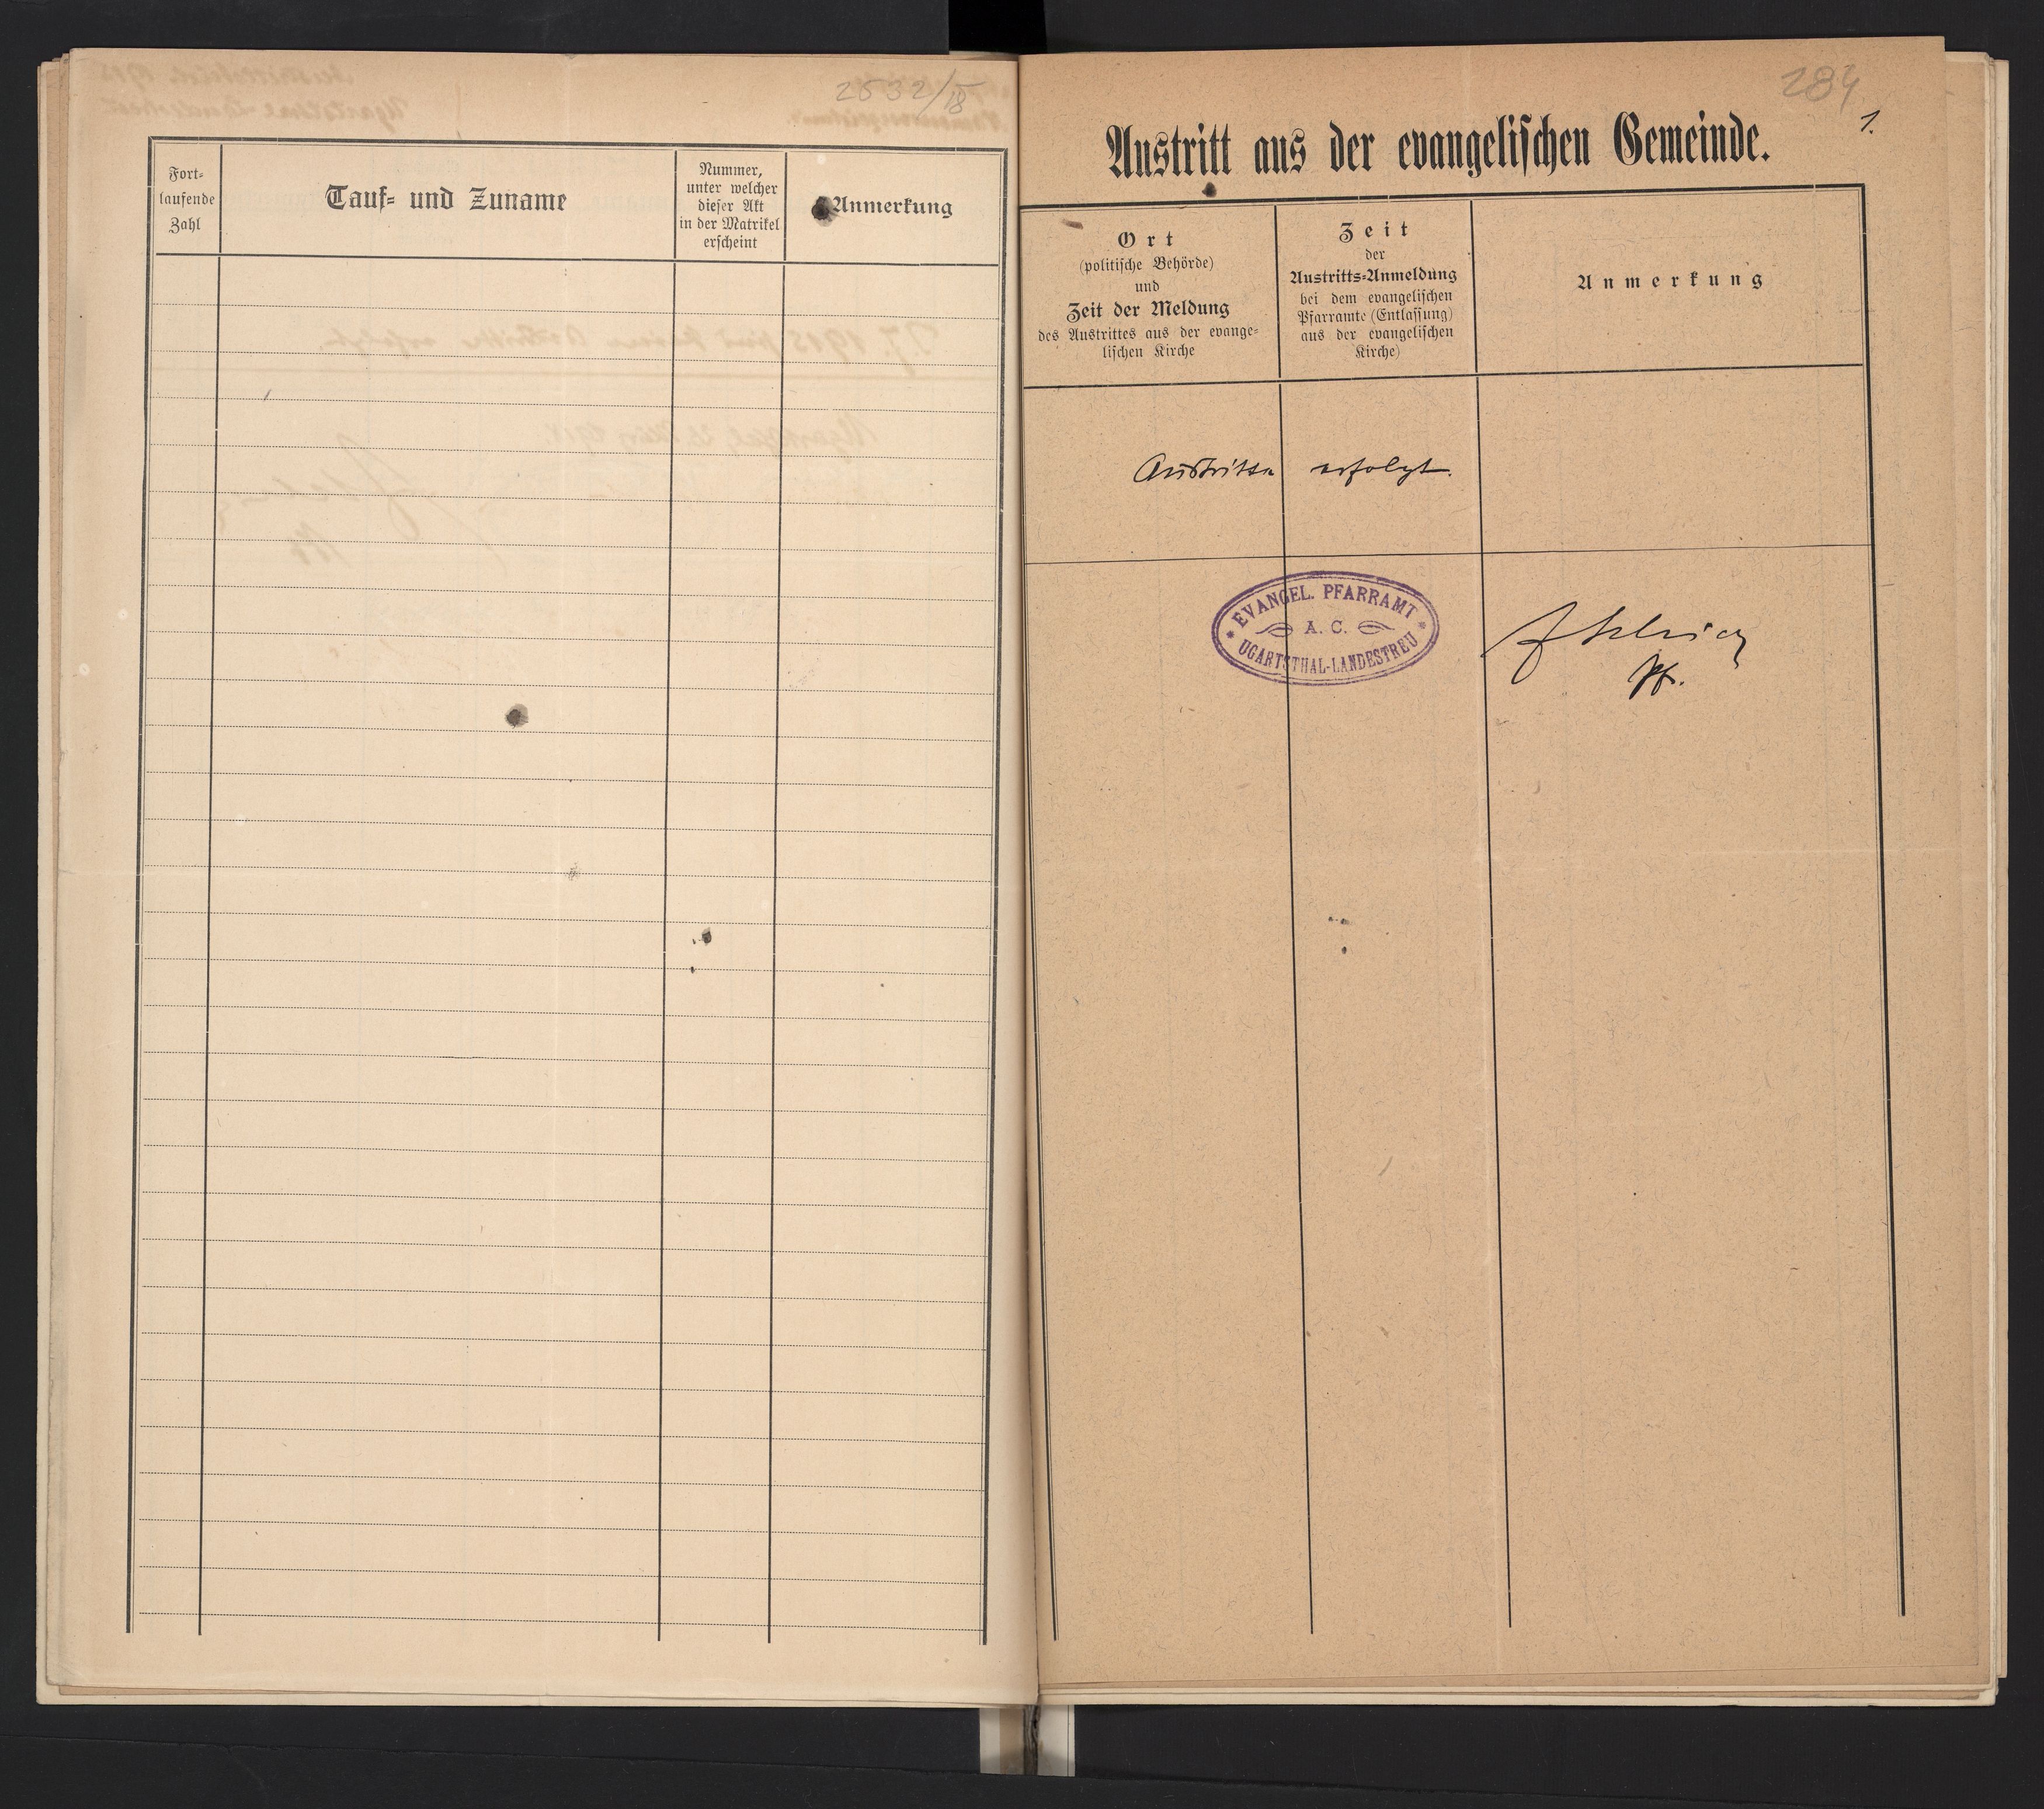 2532/18
Fort-
laufende
Zahl
Tauf- und Zuname
Nummer,
unter welcher
dieser Akt
in der Matrikel
erscheint
Anmerkung
284
1.
Austritt aus der evangelischen Gemeinde.
Ort
(politische Behörde)
und
Zeit der Meldung
des Austrittes aus der evange-
lischen Kirche
Zeit
der
Austritts-Anmeldung
bei dem evangelischen
Pfarramte (Entlassung)
aus der evangelischen
Kirche)
Anmerkung
Austritte erfolgt.
EVANGEL. PFARRAMT
A. C.
UGARTSTHAL-LANDESTREU
Pf.